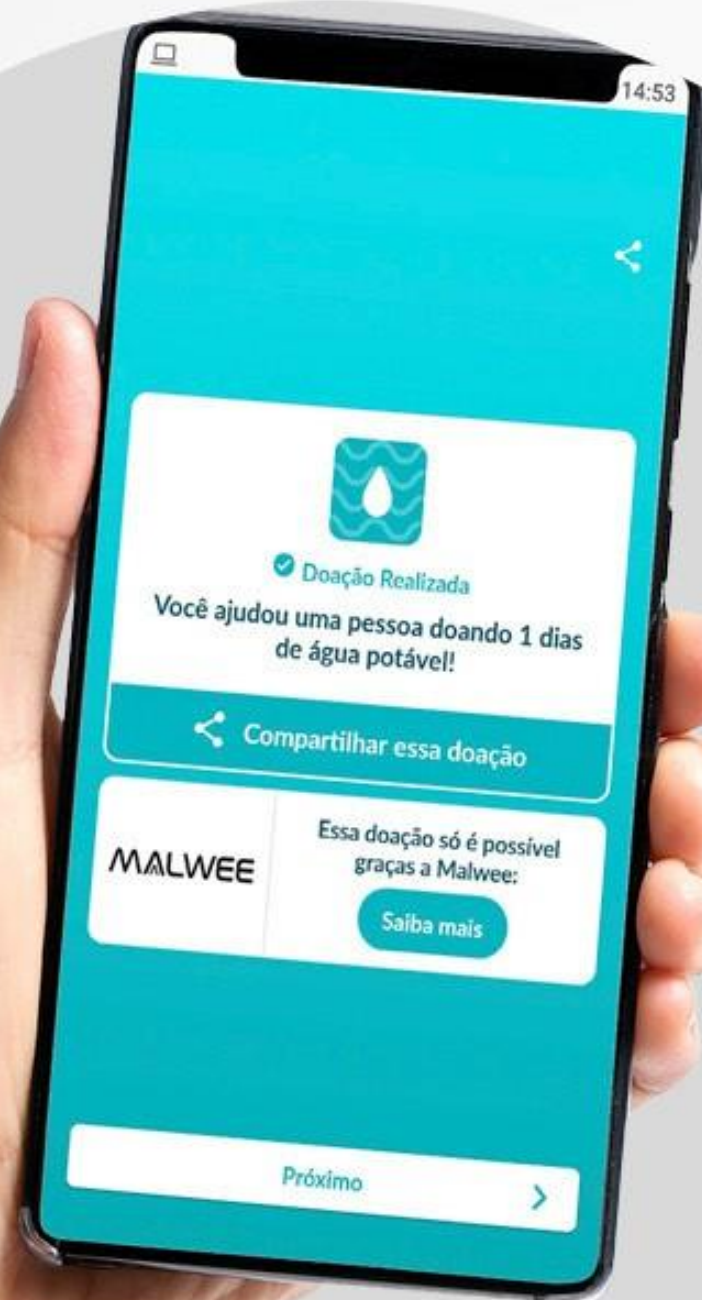 14:53
Doação Realizada
Você ajudou uma pessoa doando 1 dias
de água potável!
Compartilhar essa doação
MALWEE
Essa doação só é possível
graças a Malwee:
Saiba mais
Próximo